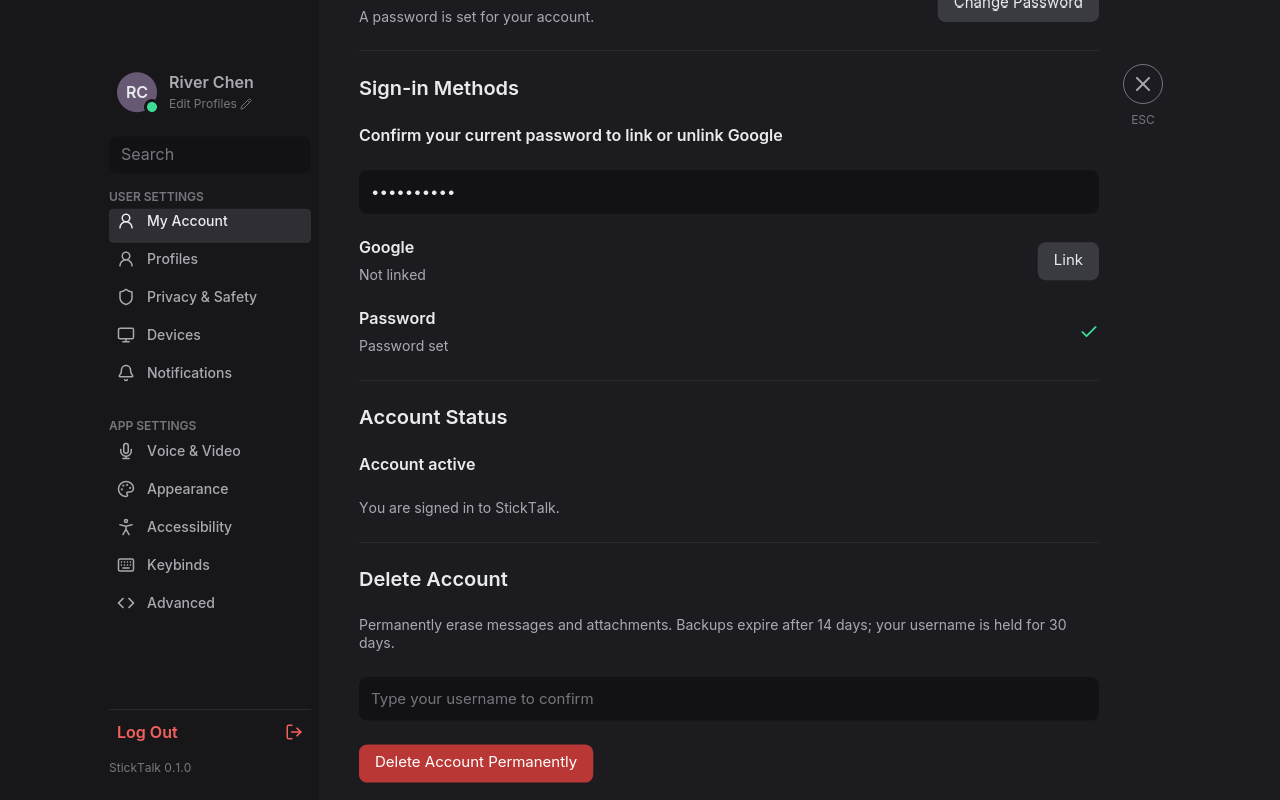 A password is set for your account.
Change Password
RC
River Chen
Edit Profiles
Search
USER SETTINGS
My Account
Profiles
Privacy & Safety
Devices
Notifications
APP SETTINGS
Voice & Video
Appearance
Accessibility
Keybinds
Advanced
Log Out
StickTalk 0.1.0
Sign-in Methods
Confirm your current password to link or unlink Google
••••••••••
Google
Not linked
Link
Password
Password set
Account Status
Account active
You are signed in to StickTalk.
Delete Account
Permanently erase messages and attachments. Backups expire after 14 days; your username is held for 30
days.
Type your username to confirm
Delete Account Permanently
ESC